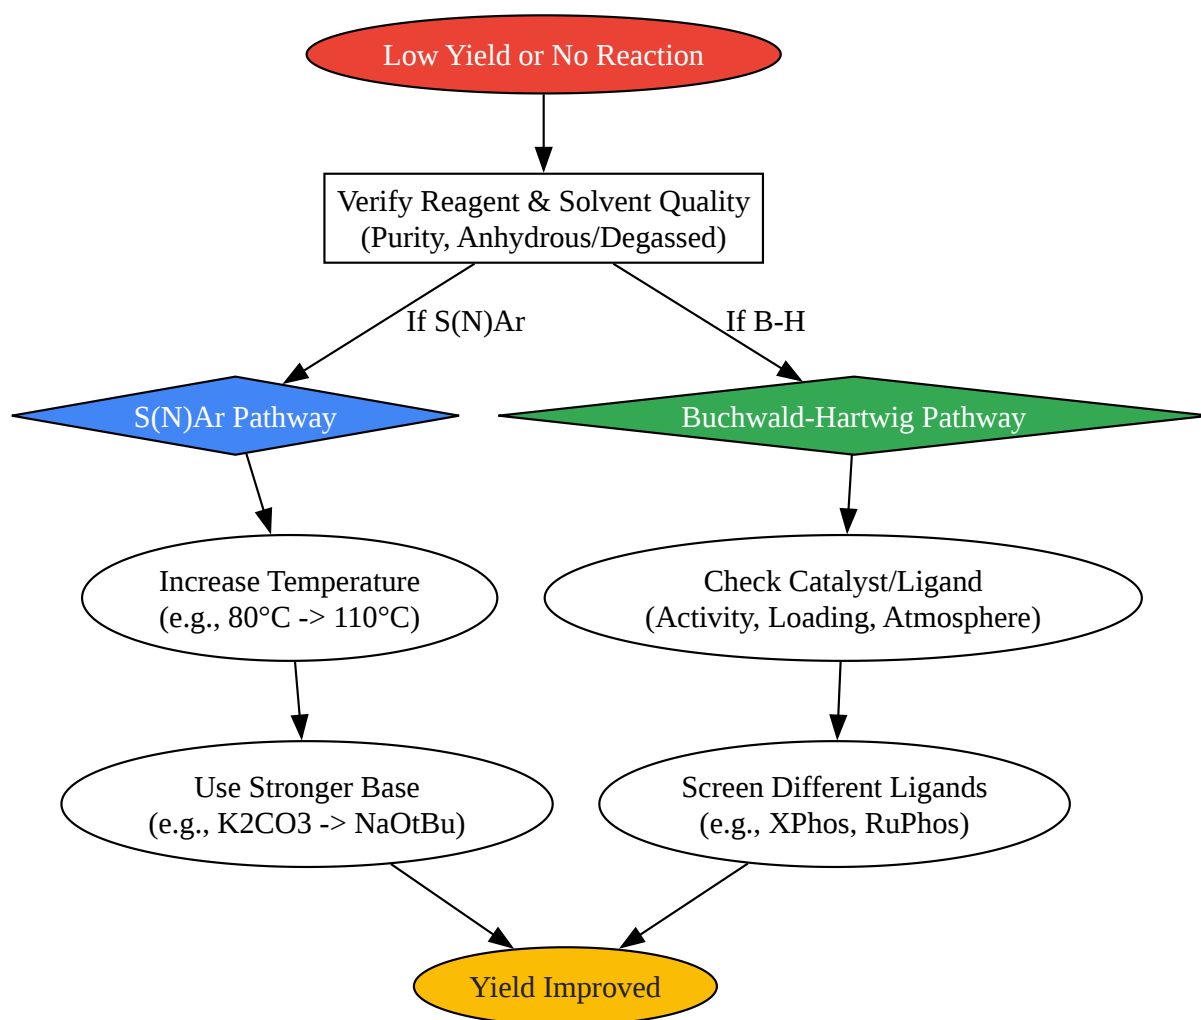 Low Yield or No Reaction
Verify Reagent & Solvent Quality
(Purity, Anhydrous/Degassed)
If S(N)Ar
If B-H
S(N)Ar Pathway
Buchwald-Hartwig Pathway
Increase Temperature
(e.g., 80°C -> 110°C)
Check Catalyst/Ligand
(Activity, Loading, Atmosphere)
Use Stronger Base
(e.g., K2CO3 -> NaOtBu)
Screen Different Ligands
(e.g., XPhos, RuPhos)
Yield Improved